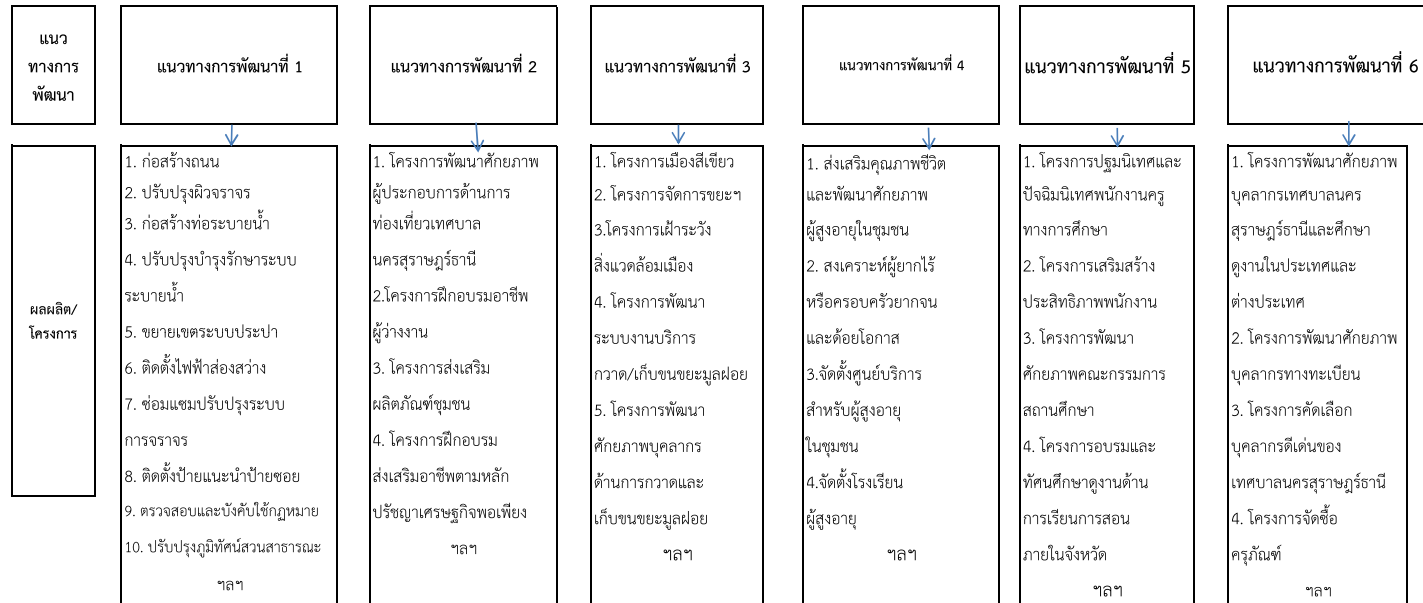 แนว
ทางการ
พัฒนา
แนวทางการพัฒนาที่ 1
แนวทางการพัฒนาที่ 2
แนวทางการพัฒนาที่ 3
แนวทางการพัฒนาที่ 4
แนวทางการพัฒนาที่ 5
แนวทางการพัฒนาที่ 6
ผลผลิต/
โครงการ
1. ก่อสร้างถนน
2. ปรับปรุงผิวจราจร
3. ก่อสร้างท่อระบายน้ำ
4. ปรับปรุงบำรุงรักษาระบบ
ระบายน้ำ
5. ขยายเขตระบบประปา
6. ติดตั้งไฟฟ้าส่องสว่าง
7. ซ่อมแซมปรับปรุงระบบ
การจราจร
8. ติดตั้งป้ายแนะนำป้ายซอย
9. ตรวจสอบและบังคับใช้กฎหมาย
10. ปรับปรุงภูมิทัศน์สวนสาธารณะ
ฯลฯ
1. โครงการพัฒนาศักยภาพ
ผู้ประกอบการด้านการ
ท่องเที่ยวเทศบาล
นครสุราษฎร์ธานี
2.โครงการฝึกอบรมอาชีพ
ผู้ว่างงาน
3. โครงการส่งเสริม
ผลิตภัณฑ์ชุมชน
4. โครงการฝึกอบรม
ส่งเสริมอาชีพตามหลัก
ปรัชญาเศรษฐกิจพอเพียง
ฯลฯ
1. โครงการเมืองสีเขียว
2. โครงการจัดการขยะฯ
3.โครงการเฝ้าระวัง
สิ่งแวดล้อมเมือง
4. โครงการพัฒนา
ระบบงานบริการ
กวาด/เก็บขนขยะมูลฝอย
5. โครงการพัฒนา
ศักยภาพบุคลากร
ด้านการกวาดและ
เก็บขนขยะมูลฝอย
ฯลฯ
1. ส่งเสริมคุณภาพชีวิต
และพัฒนาศักยภาพ
ผู้สูงอายุในชุมชน
2. สงเคราะห์ผู้ยากไร้
หรือครอบครัวยากจน
และด้อยโอกาส
3.จัดตั้งศูนย์บริการ
สำหรับผู้สูงอายุ
ในชุมชน
4.จัดตั้งโรงเรียน
ผู้สูงอายุ
ฯลฯ
1. โครงการปฐมนิเทศและ
ปัจฉิมนิเทศพนักงานครู
ทางการศึกษา
2. โครงการเสริมสร้าง
ประสิทธิภาพพนักงาน
3. โครงการพัฒนา
ศักยภาพคณะกรรมการ
สถานศึกษา
4. โครงการอบรมและ
ทัศนศึกษาดูงานด้าน
การเรียนการสอน
ภายในจังหวัด
ฯลฯ
1. โครงการพัฒนาศักยภาพ
บุคลากรเทศบาลนคร
สุราษฎร์ธานีและศึกษา
ดูงานในประเทศและ
ต่างประเทศ
2. โครงการพัฒนาศักยภาพ
บุคลากรทางทะเบียน
3. โครงการคัดเลือก
บุคลากรดีเด่นของ
เทศบาลนครสุราษฎร์ธานี
4. โครงการจัดซื้อ
ครุภัณฑ์
ฯลฯ